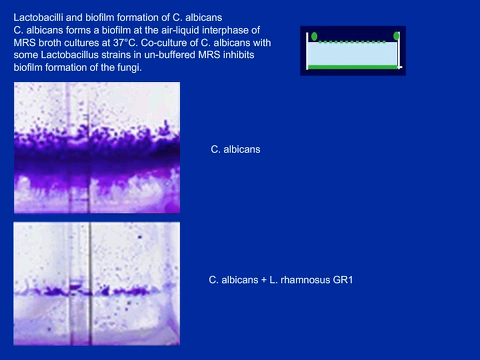 Lactobacilli and biofilm formation of C. albicans
C. albicans forms a biofilm at the air-liquid interphase of
MRS broth cultures at 37°C. Co-culture of C. albicans with
some Lactobacillus strains in un-buffered MRS inhibits
biofilm formation of the fungi.
C. albicans
C. albicans + L. rhamnosus GR1